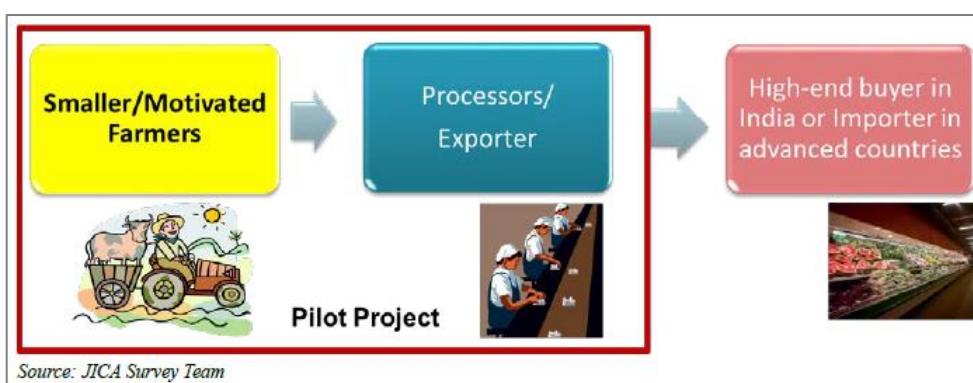 Smaller/Motivated
Farmers
Processors/
Exporter
High-end buyer in
India or Importer in
advanced countries
Pilot Project
Source: JICA Survey Team